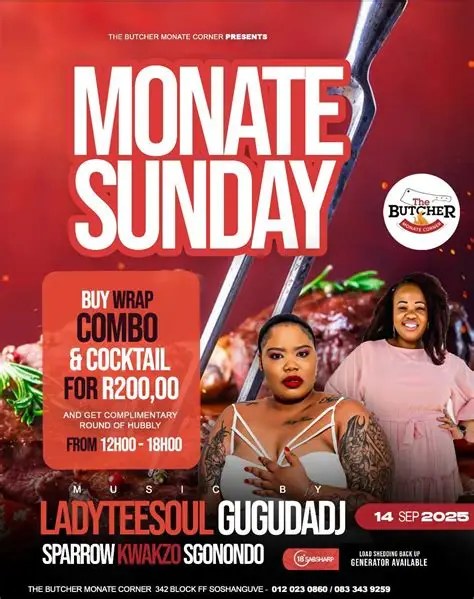 THE BUTCHER MONATE CORNER PRESENTS
MONATE
SUNDAY
The
BUTCHER
MONATE CORNER
BUY WRAP
COMBO
& COCKTAIL
FOR R200,00
AND GET COMPLIMENTARY
ROUND OF HUBBLY
FROM 12H00 - 18H00
MUSIC BY
LADYTEESOUL GUGUDADJ
14 SEP 2025
SPARROW KWAKZO SGONONDO
LOAD SHEDDING BACK UP
GENERATOR AVAILABLE
THE BUTCHER MONATE CORNER 342 BLOCK FF SOSHANGUVE - 012 023 0860 / 083 343 9259